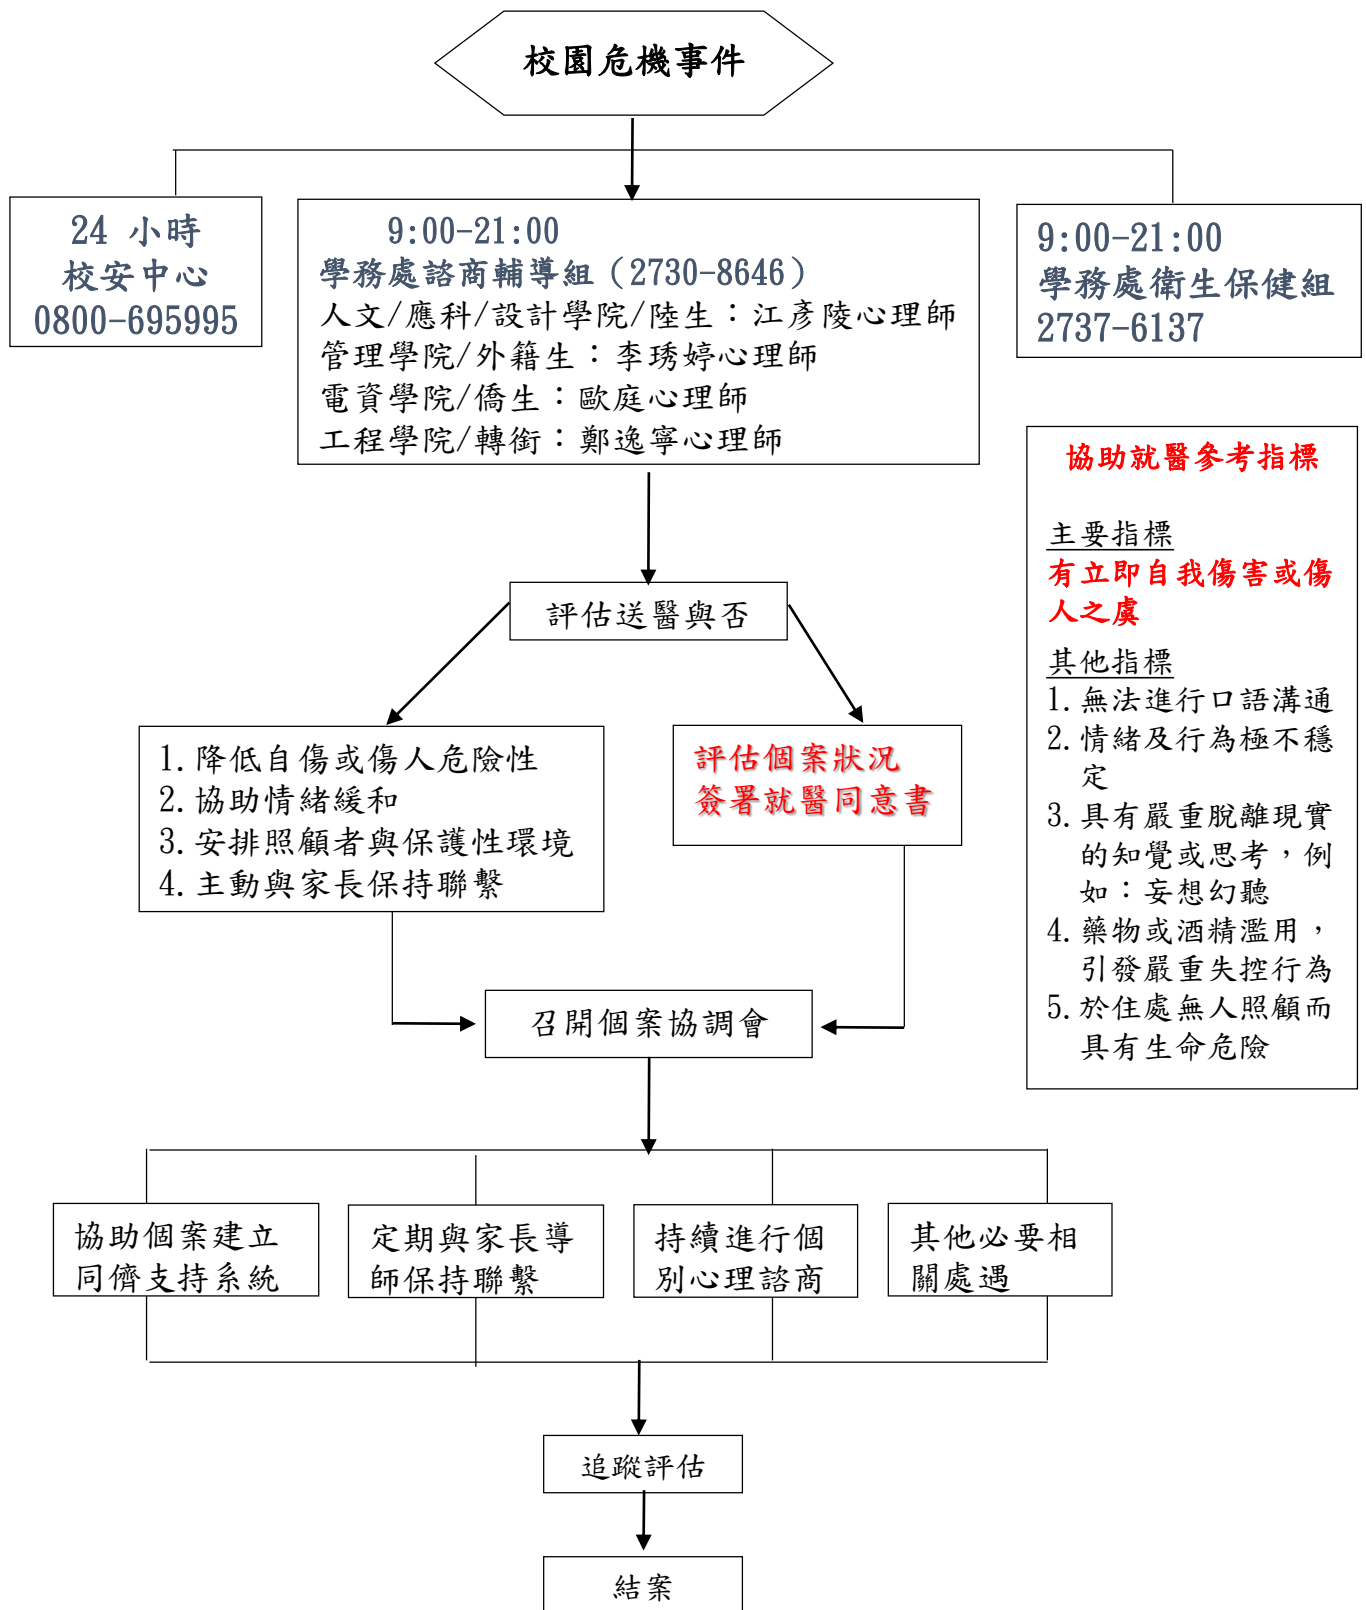 校園危機事件
24 小時
校安中心
0800-695995
9:00-21:00
學務處諮商輔導組（2730-8646）
人文/應科/設計學院/陸生：江彥陵心理師
管理學院/外籍生：李琇婷心理師
電資學院/僑生：歐庭心理師
工程學院/轉銜：鄭逸寧心理師
9:00-21:00
學務處衛生保健組
2737-6137
協助就醫參考指標
主要指標
有立即自我傷害或傷
人之虞
其他指標
1.無法進行口語溝通
2.情緒及行為極不穩
定
3.具有嚴重脫離現實
的知覺或思考，例
如：妄想幻聽
4.藥物或酒精濫用，
引發嚴重失控行為
5.於住處無人照顧而
具有生命危險
評估送醫與否
1.降低自傷或傷人危險性
2.協助情緒緩和
3.安排照顧者與保護性環境
4.主動與家長保持聯繫
評估個案狀況
簽署就醫同意書
召開個案協調會
協助個案建立
同儕支持系統
定期與家長導
師保持聯繫
持續進行個
別心理諮商
其他必要相
關處遇
追蹤評估
結案